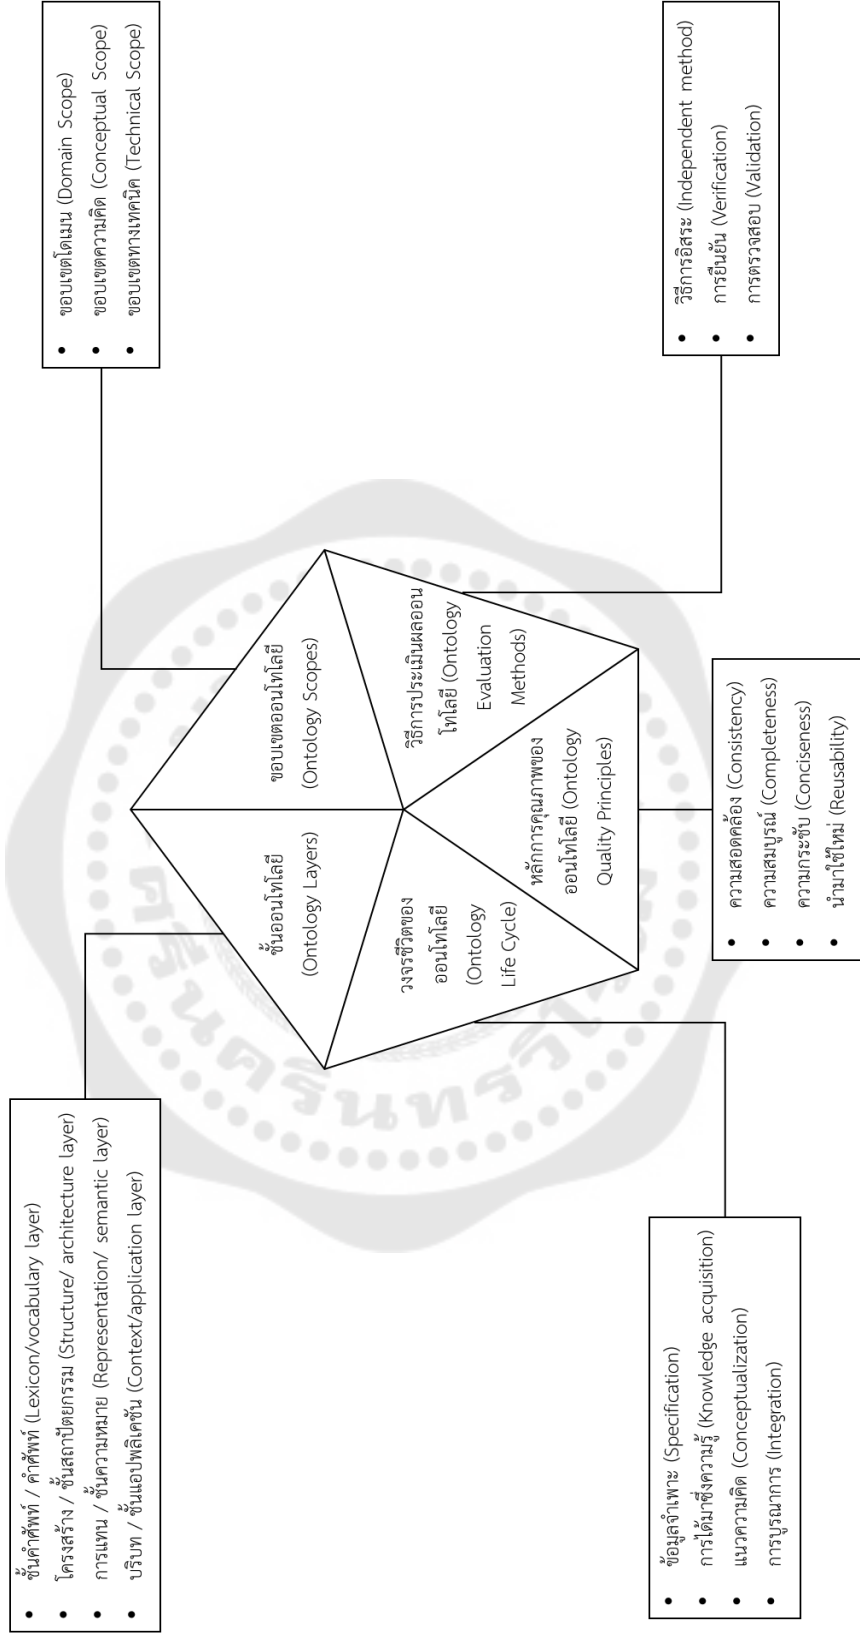 ชั้นคำศัพท์ / คำศัพท์ (Lexicon/vocabulary layer)
โครงสร้าง / ชั้นสถาปัตยกรรม (Structure/ architecture layer)
การแทน / ชั้นความหมาย (Representation/ semantic layer)
บริบท / ชั้นแอปพลิเคชัน (Context/application layer)
ขอบเขตโดเมน (Domain Scope)
ขอบเขตความคิด (Conceptual Scope)
ขอบเขตทางเทคนิค (Technical Scope)
ชั้นออนโทโลยี
(Ontology Layers)
ขอบเขตออนโทโลยี
(Ontology Scopes)
วงจรชีวิตของ
ออนโทโลยี
(Ontology
Life Cycle)
วิธีการประเมินผลออน
โทโลยี (Ontology
Evaluation
Methods)
หลักการคุณภาพของ
ออนโทโลยี (Ontology
Quality Principles)
ข้อมูลจำเพาะ (Specification)
การได้มาซึ่งความรู้ (Knowledge acquisition)
แนวความคิด (Conceptualization)
การบูรณาการ (Integration)
ความสอดคล้อง (Consistency)
ความสมบูรณ์ (Completeness)
ความกระชับ (Conciseness)
นำมาใช้ใหม่ (Reusability)
วิธีการอิสระ (Independent method)
การยืนยัน (Verification)
การตรวจสอบ (Validation)